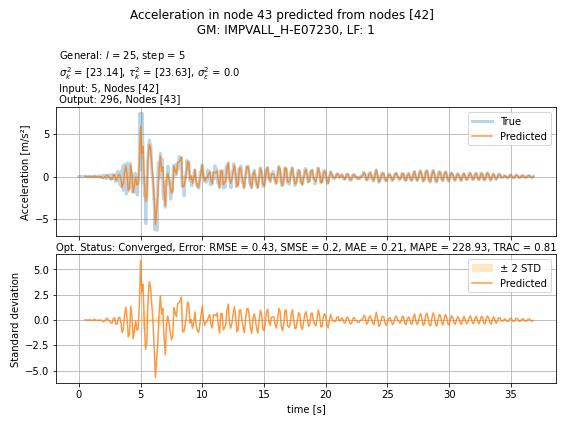 Acceleration in node 43 predicted from nodes [42]
GM: IMPVALL_H-E07230, LF: 1
General: l = 25, step = 5
σ²ₖ = [23.14], τ²ₖ = [23.63], σ²ε = 0.0
Input: 5, Nodes [42]
Output: 296, Nodes [43]
Acceleration [m/s²]
5
0
−5
True
Predicted
Opt. Status: Converged, Error: RMSE = 0.43, SMSE = 0.2, MAE = 0.21, MAPE = 228.93, TRAC = 0.81
Standard deviation
5.0
2.5
0.0
−2.5
−5.0
± 2 STD
Predicted
0 5 10 15 20 25 30 35
time [s]